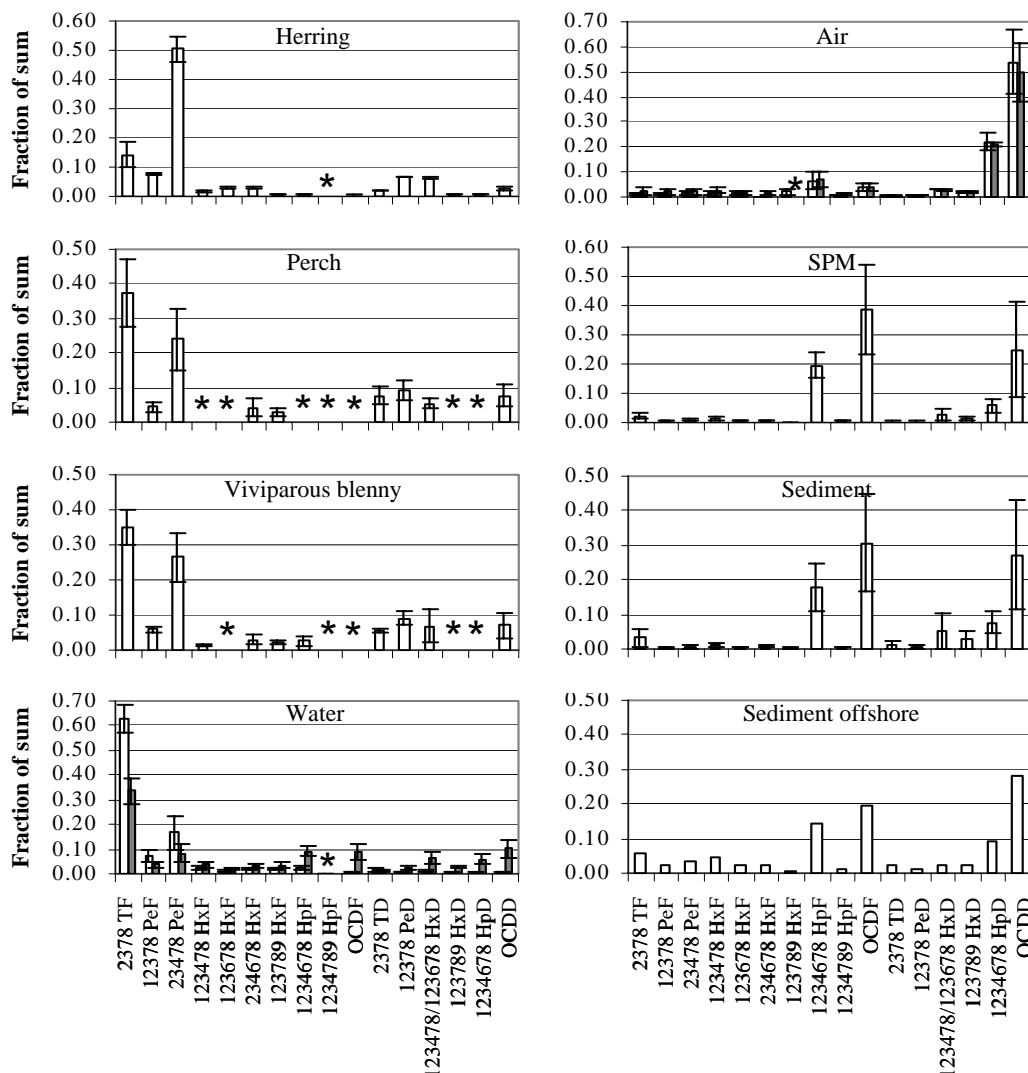 Herring
Fraction of sum
0.60
0.50
0.40
0.30
0.20
0.10
0.00
*
Air
0.70
0.60
0.50
0.40
0.30
0.20
0.10
0.00
*
Perch
Fraction of sum
0.50
0.40
0.30
0.20
0.10
0.00
* * * * * * *
SPM
0.60
0.50
0.40
0.30
0.20
0.10
0.00
Viviparous blenny
Fraction of sum
0.50
0.40
0.30
0.20
0.10
0.00
* * * * *
Sediment
0.50
0.40
0.30
0.20
0.10
0.00
Water
Fraction of sum
0.70
0.60
0.50
0.40
0.30
0.20
0.10
0.00
*
Sediment offshore
0.50
0.40
0.30
0.20
0.10
0.00
2378 TF
12378 PeF
23478 PeF
123478 HxF
123678 HxF
234678 HxF
123789 HxF
1234678 HpF
1234789 HpF
OCDF
2378 TD
12378 PeD
123478/123678 HxD
123789 HxD
1234678 HpD
OCDD
2378 TF
12378 PeF
23478 PeF
123478 HxF
123678 HxF
234678 HxF
123789 HxF
1234678 HpF
1234789 HpF
OCDF
2378 TD
12378 PeD
123478/123678 HxD
123789 HxD
1234678 HpD
OCDD